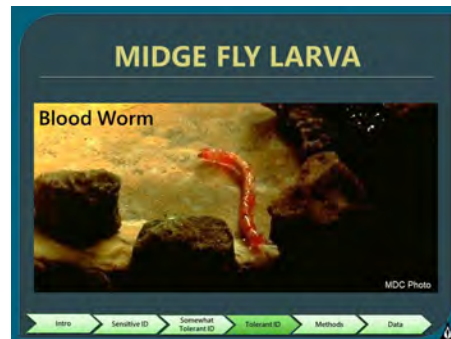 MIDGE FLY LARVA
Blood Worm
MDC Photo
Intro
Sensitive ID
Somewhat
Tolerant ID
Tolerant ID
Methods
Data